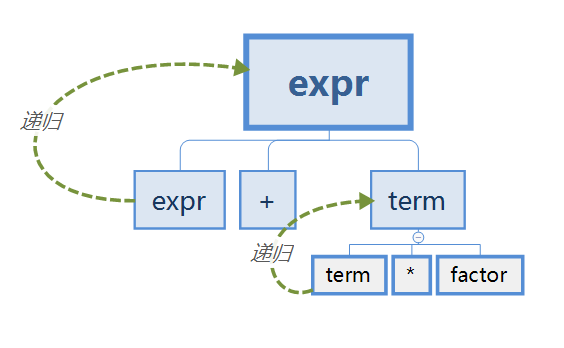 expr
递归
expr
+
term
递归
term
*
factor